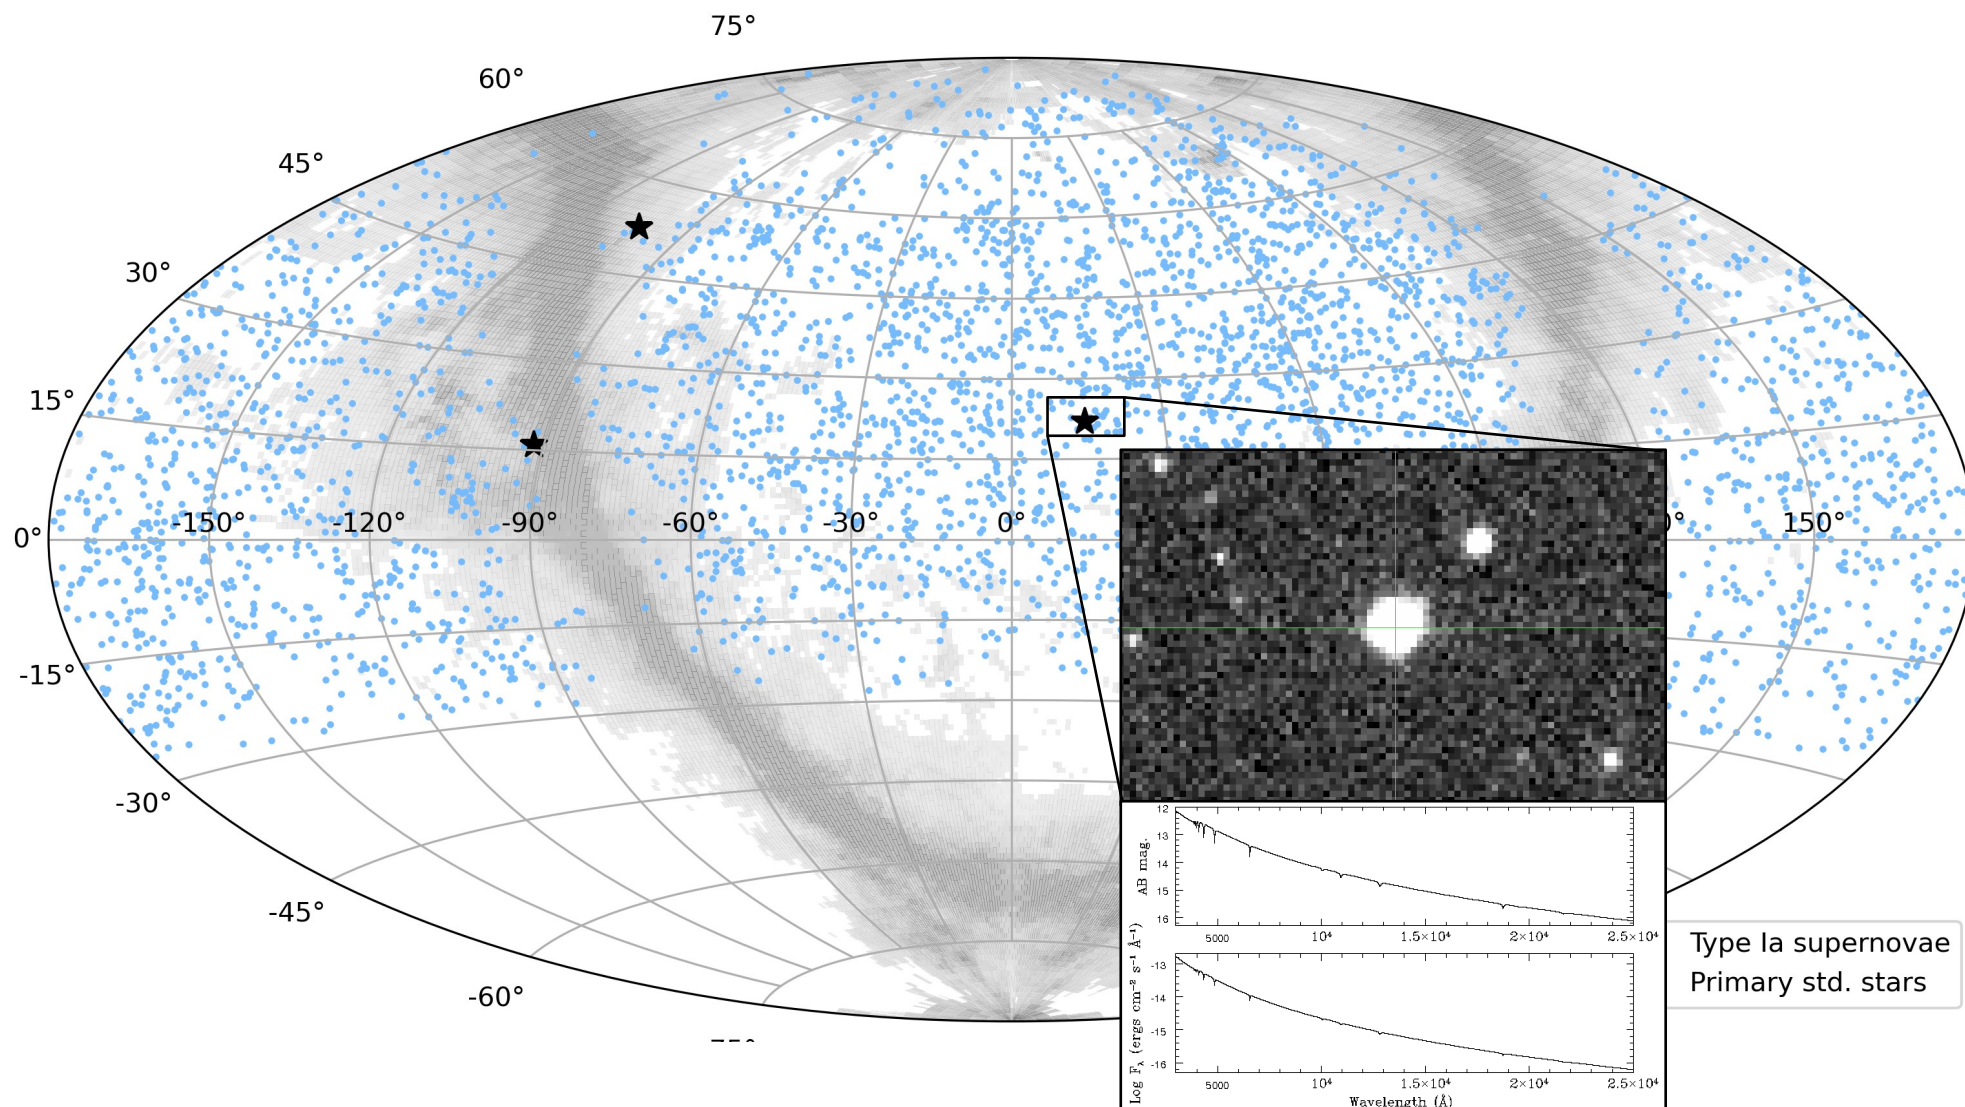 75°
60°
45°
30°
15°
-150° -120° -90° -60° -30° 0° 150°
0°
-15°
-30°
-45°
-60°
12
13
14
15
16
AB mag.
5000 10⁴ 1.5×10⁴ 2×10⁴ 2.5×10⁴
Type Ia supernovae
Primary std. stars
-13
-14
-15
-16
Log Fλ (ergs cm⁻² s⁻¹ Å⁻¹)
5000 10⁴ 1.5×10⁴ 2×10⁴ 2.5×10⁴
Wavelength (Å)